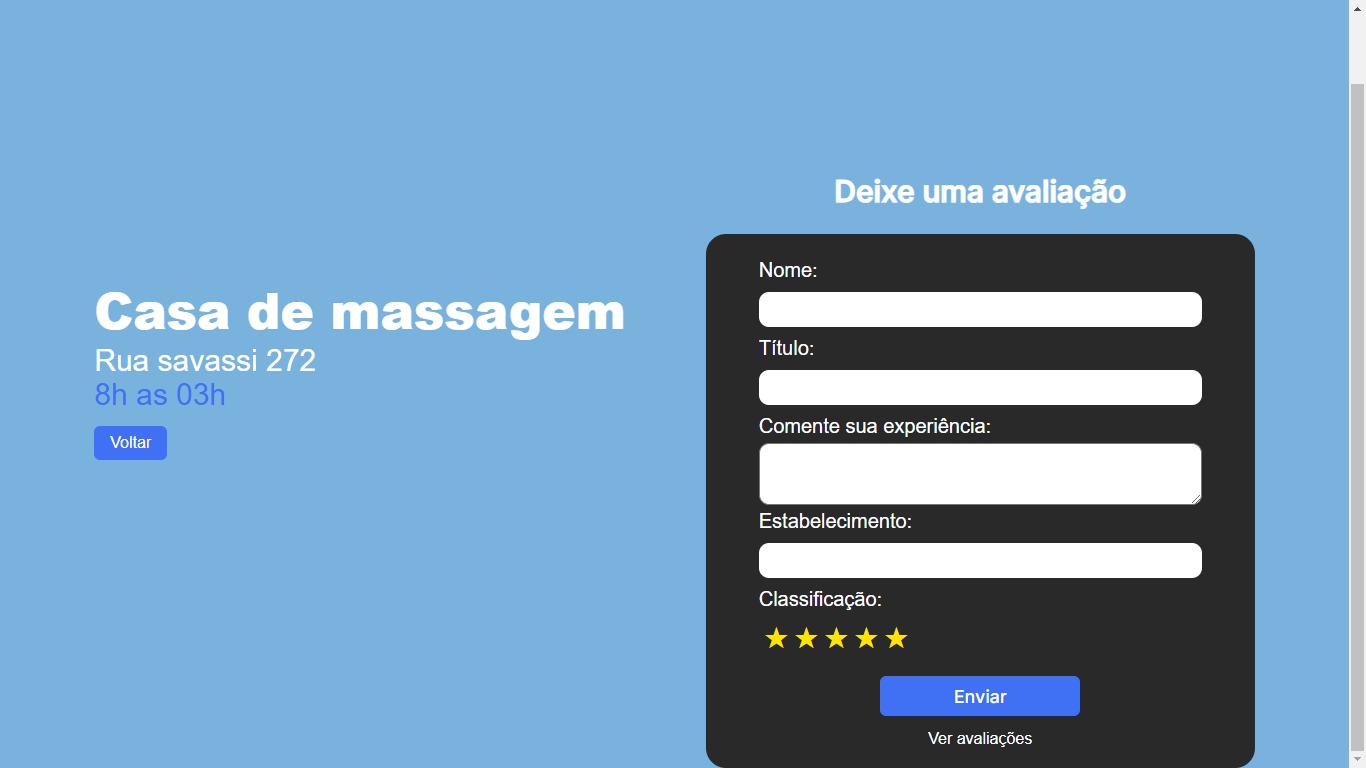 Casa de massagem
Rua savassi 272
8h as 03h
Voltar
Deixe uma avaliação
Nome:
Título:
Comente sua experiência:
Estabelecimento:
Classificação:
★ ★ ★ ★ ★
Enviar
Ver avaliações